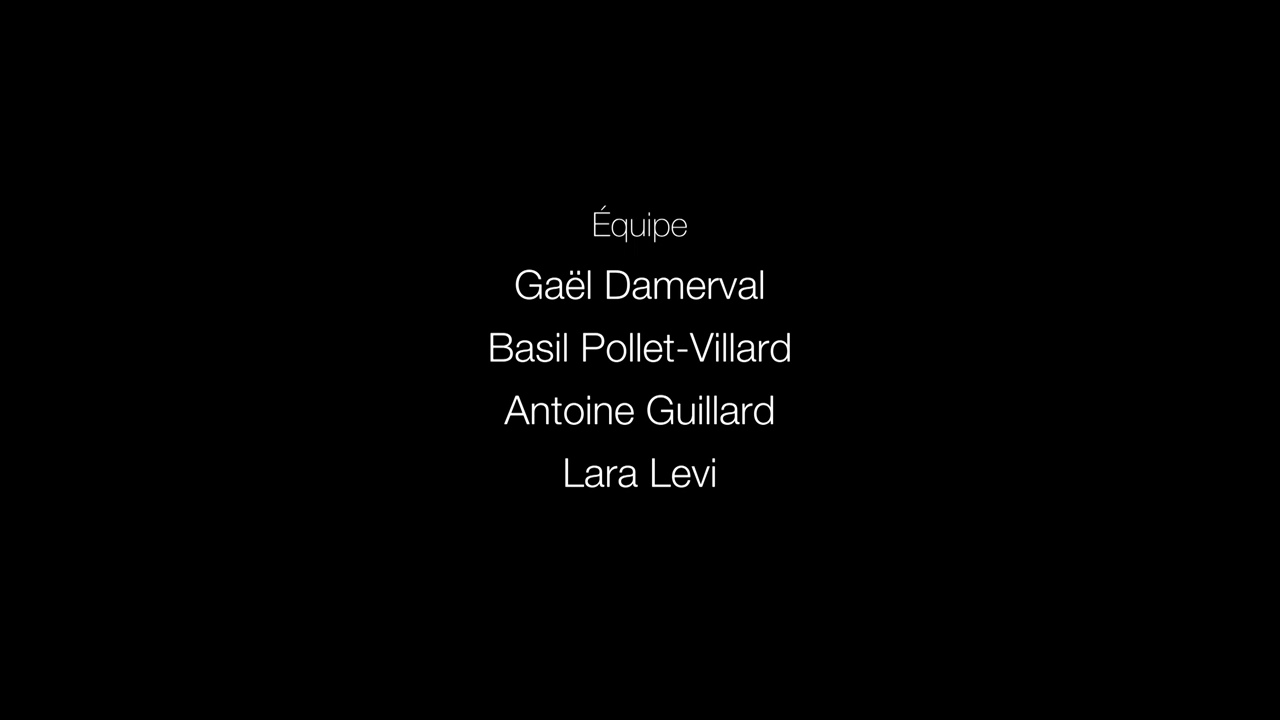 Équipe
Gaël Damerval
Basil Pollet-Villard
Antoine Guillard
Lara Levi